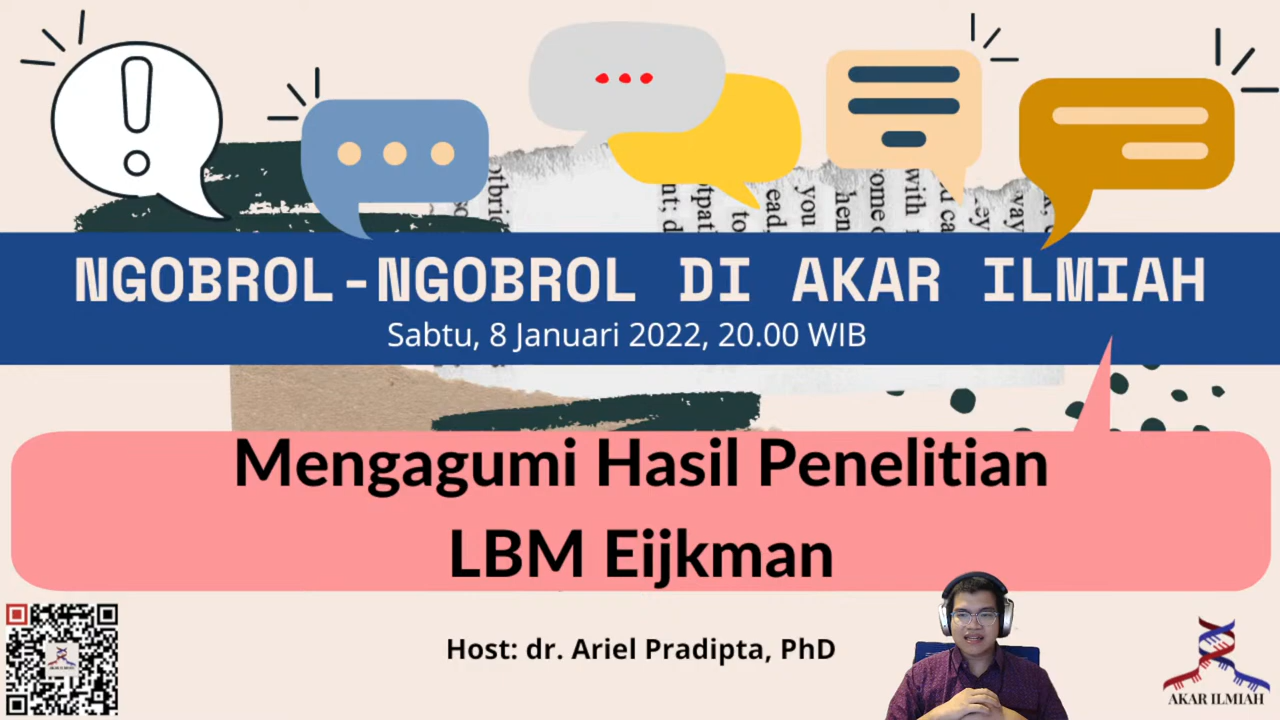 NGOBROL-NGOBROL DI AKAR ILMIAH
Sabtu, 8 Januari 2022, 20.00 WIB
Mengagumi Hasil Penelitian
LBM Eijkman
Host: dr. Ariel Pradipta, PhD
AKAR ILMIAH